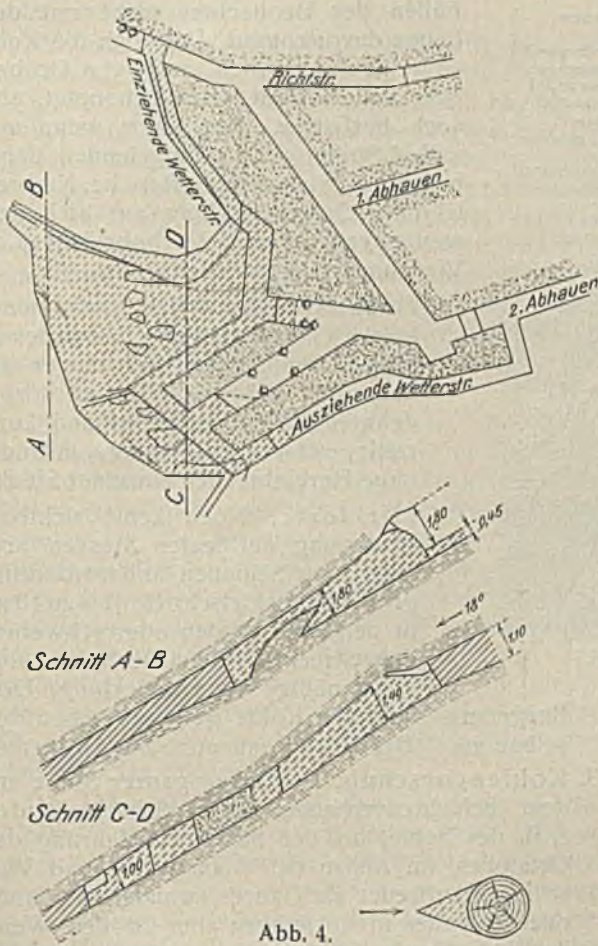 Richtstr.
Einziehende Wetterstr.
1. Abhauen
B
D
2. Abhauen
Ausziehende Wetterstr.
A
C
1,80
0,45
1,80
Schnitt A-B
18°
1,10
1,40
Schnitt C-D
1,00
Abb. 4.